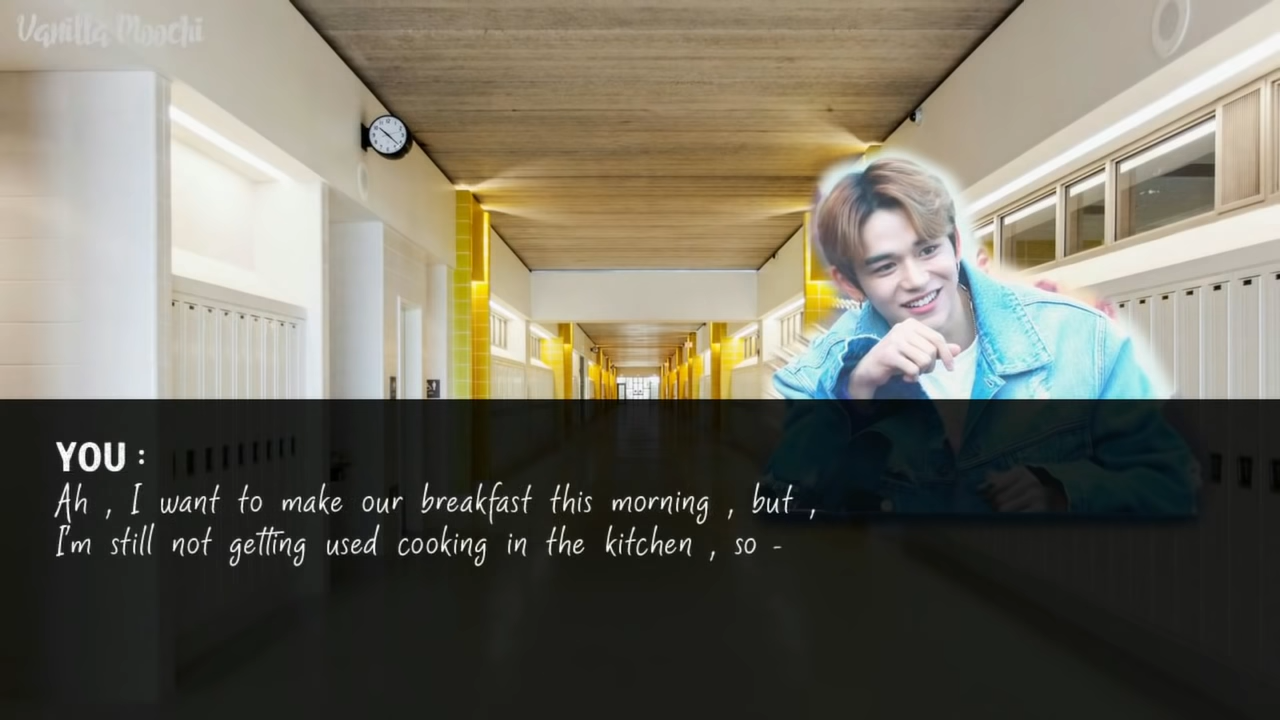 Vanilla Moochi
YOU :
Ah , I want to make our breakfast this morning , but ,
I'm still not getting used cooking in the kitchen , so -